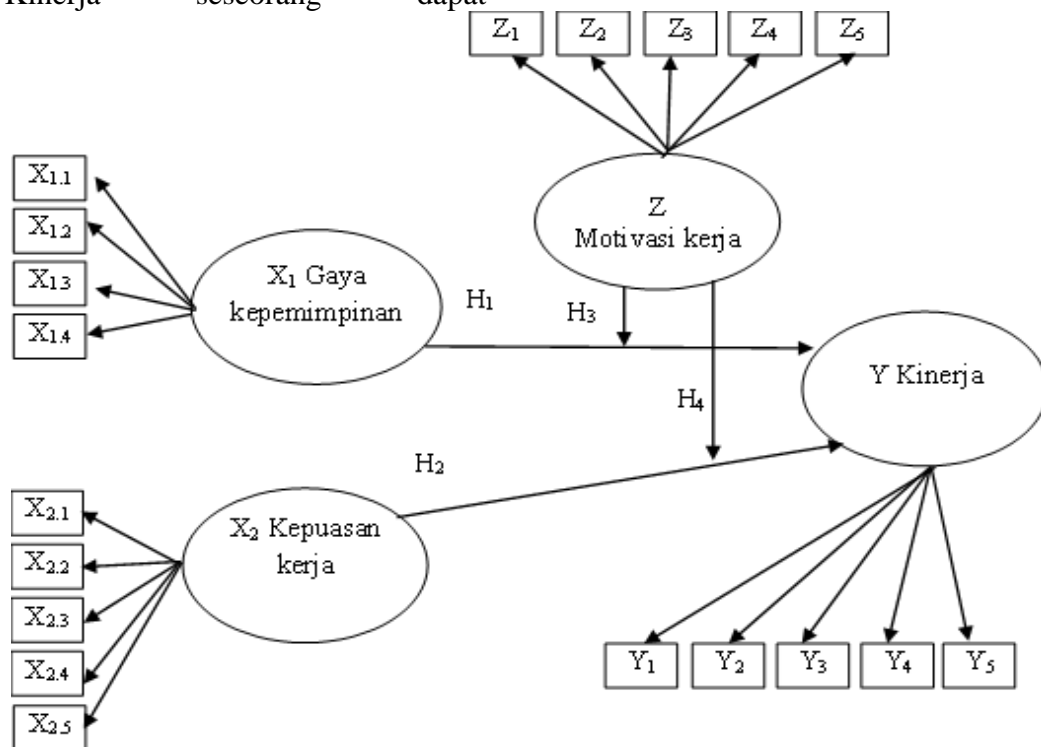 Kinerja seseorang dapat
Z₁ Z₂ Z₃ Z₄ Z₅
X₁.₁
X₁.₂
X₁.₃
X₁.₄
Z
Motivasi kerja
X₁ Gaya
kepemimpinan
H₁
H₃
Y Kinerja
H₄
H₂
X₂.₁
X₂.₂
X₂.₃
X₂.₄
X₂.₅
X₂ Kepuasan
kerja
Y₁ Y₂ Y₃ Y₄ Y₅